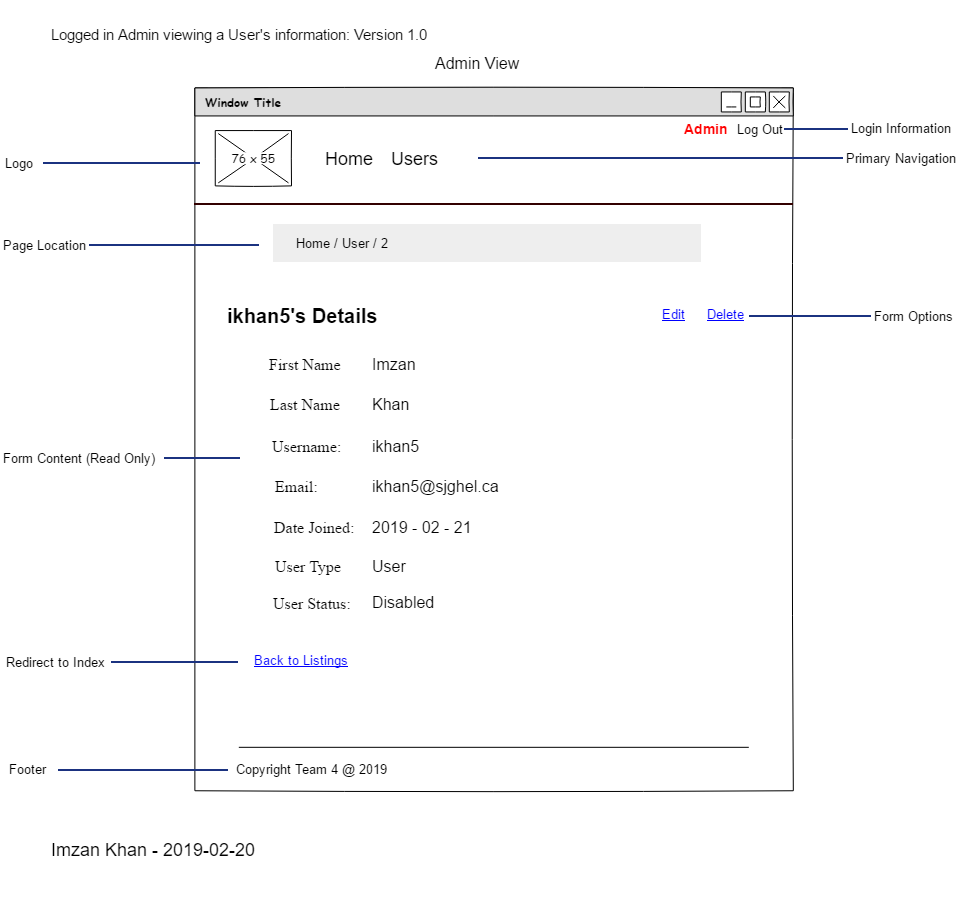 Logged in Admin viewing a User's information: Version 1.0
Admin View
Window Title
Admin Log Out
Login Information
Logo
76 x 55
Home Users
Primary Navigation
Page Location
Home / User / 2
ikhan5's Details
Edit Delete
Form Options
First Name Imzan
Last Name Khan
Username: ikhan5
Form Content (Read Only)
Email: ikhan5@sjghel.ca
Date Joined: 2019 - 02 - 21
User Type User
User Status: Disabled
Redirect to Index
Back to Listings
Footer
Copyright Team 4 @ 2019
Imzan Khan - 2019-02-20